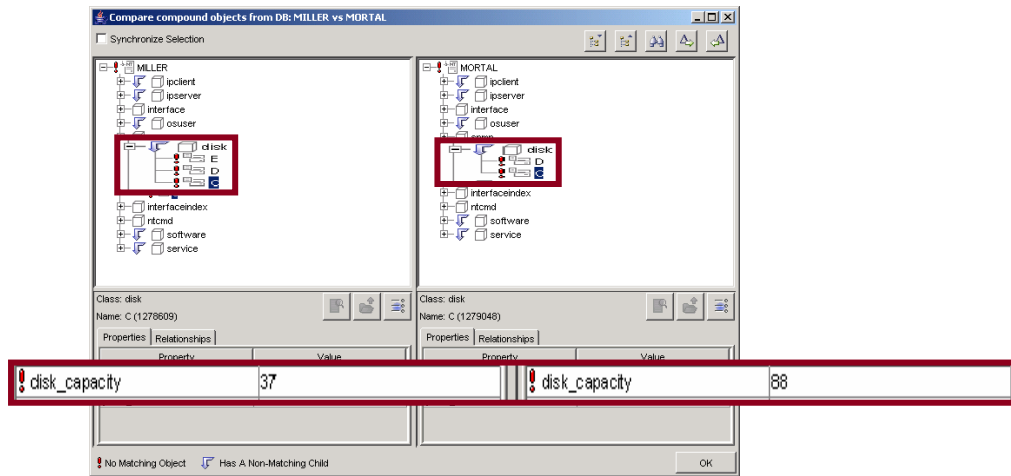 Compare compound objects from DB: MILLER vs MORTAL
Synchronize Selection
MILLER
ipclient
ipserver
interface
osuser
disk
E
D
C
interfaceindex
ntcmd
software
service
MORTAL
ipclient
ipserver
interface
osuser
snmp
disk
D
C
interfaceindex
ntcmd
software
service
Class: disk
Name: C (1278609)
Properties Relationships
Property Value
Class: disk
Name: C (1279048)
Properties Relationships
Property Value
disk_capacity 37
disk_capacity 88
No Matching Object Has A Non-Matching Child
OK